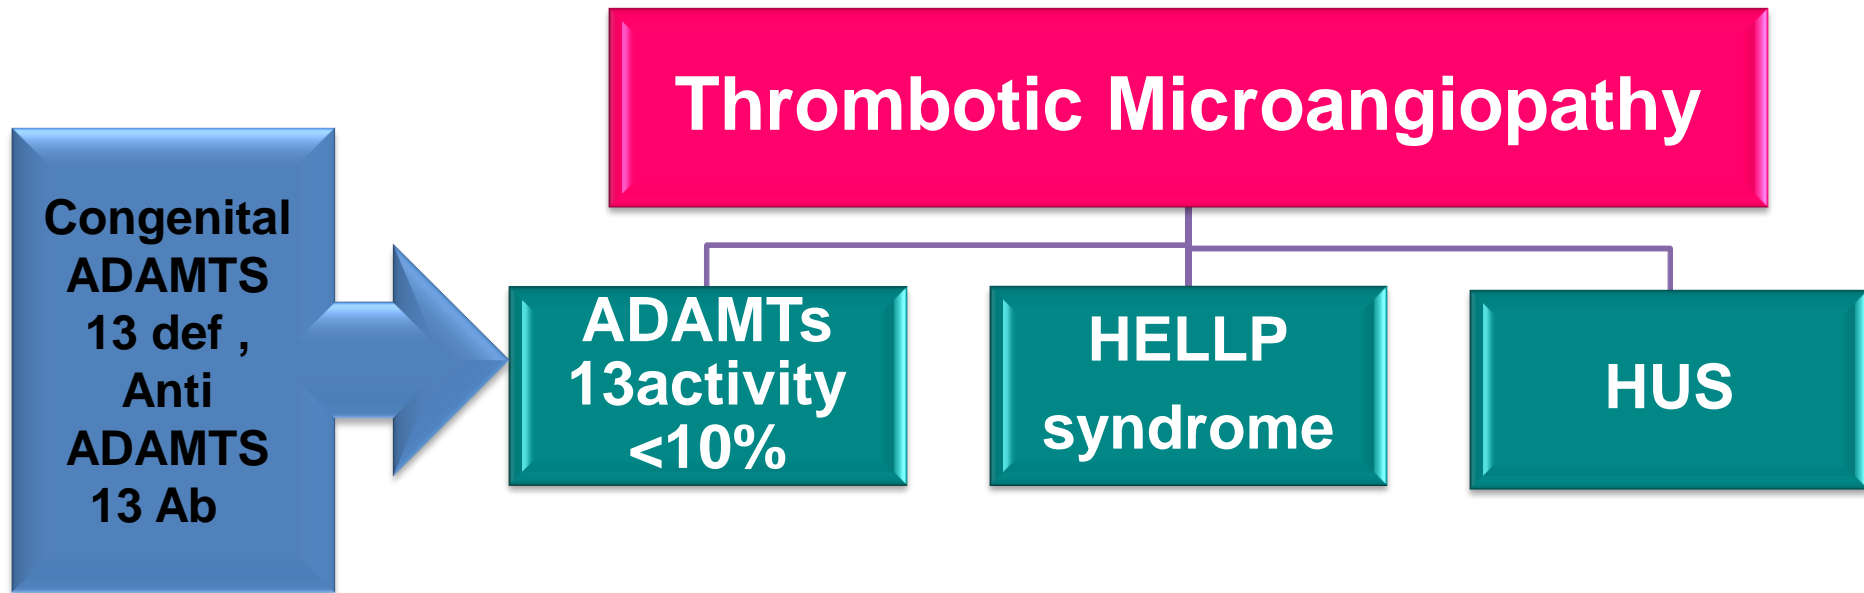 Thrombotic Microangiopathy
Congenital
ADAMTS
13 def ,
Anti
ADAMTS
13 Ab
ADAMTs
13activity
<10%
HELLP
syndrome
HUS